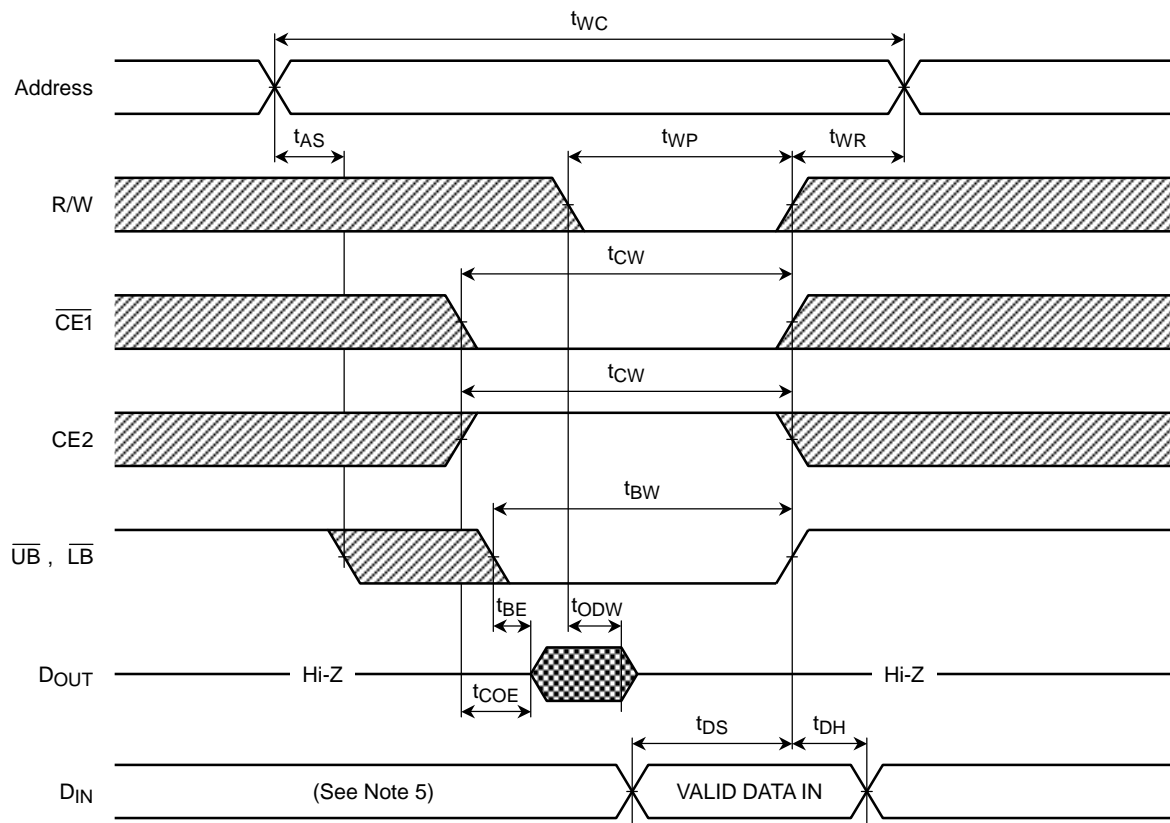 tWC
Address
tAS
tWP
tWR
R/W
tCW
CE1
tCW
CE2
tBW
UB , LB
tBE
tODW
DOUT
Hi-Z
Hi-Z
tCOE
tDS
tDH
DIN
(See Note 5)
VALID DATA IN